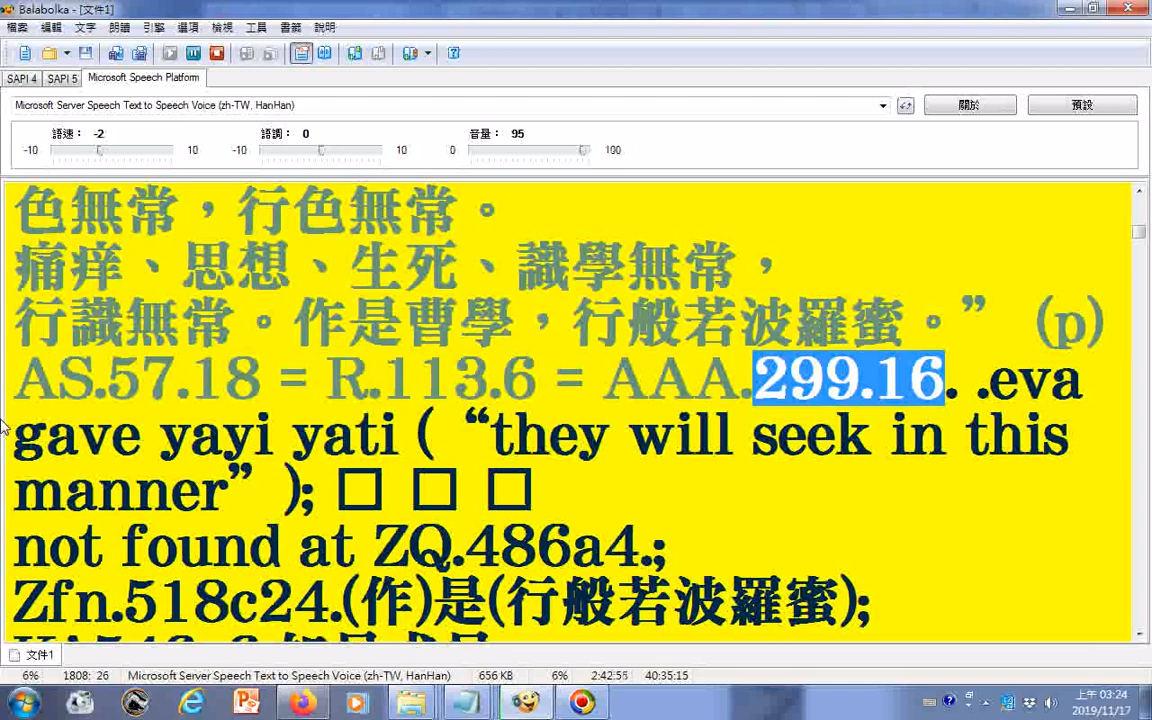 Balabolka - [文件1]
檔案 編輯 文字 朗讀 引擎 選項 檢視 工具 書籤 說明
SAPI 4 SAPI 5 Microsoft Speech Platform
Microsoft Server Speech Text to Speech Voice (zh-TW, HanHan) 關於 預設
語速： -2 語調： 0 音量： 95
-10 10 -10 10 0 100
色無常，行色無常。
痛痒、思想、生死、識學無常，
行識無常。作是曹學，行般若波羅蜜。” (p)
AS.57.18 = R.113.6 = AAA.299.16. .eva
gave yayi yati ( “they will seek in this
manner” ); □ □ □
not found at ZQ.486a4.;
Zfn.518c24.(作)是(行般若波羅蜜);
文件1
6% 1808: 26 Microsoft Server Speech Text to Speech Voice (zh-TW, HanHan) 656 KB 6% 2:42:55 40:35:15
上午 03:24
2019/11/17